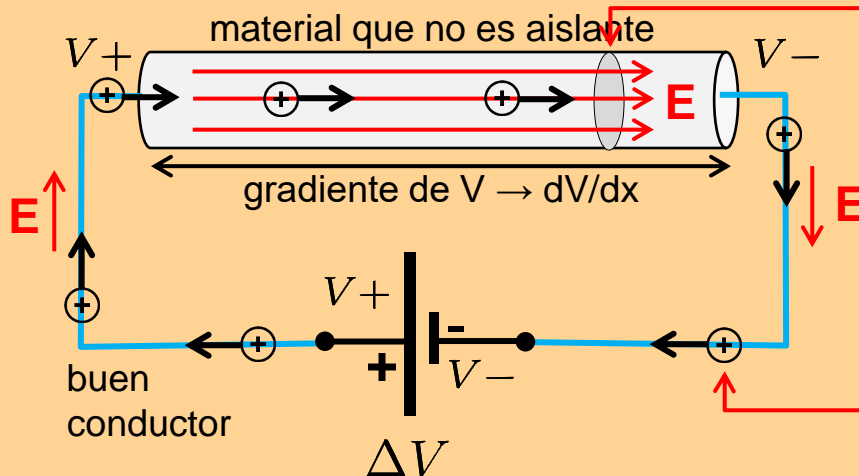 material que no es aislante
V+
V−
+
+
+
E
+
gradiente de V → dV/dx
E
E
V+
-
+
+
+
+
V−
buen
conductor
ΔV